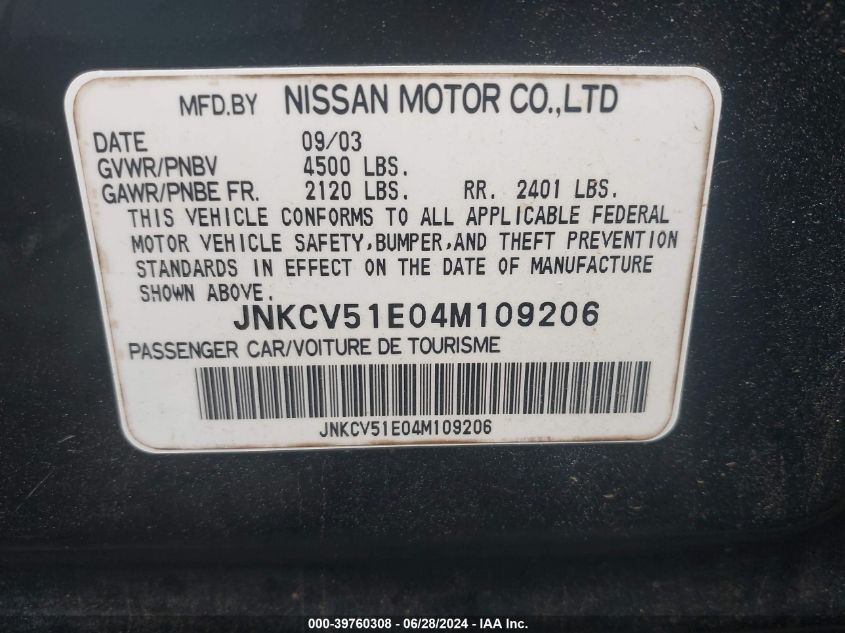 MFD.BY NISSAN MOTOR CO.,LTD
DATE 09/03
GVWR/PNBV 4500 LBS.
GAWR/PNBE FR. 2120 LBS. RR. 2401 LBS.
THIS VEHICLE CONFORMS TO ALL APPLICABLE FEDERAL
MOTOR VEHICLE SAFETY,BUMPER,AND THEFT PREVENTION
STANDARDS IN EFFECT ON THE DATE OF MANUFACTURE
SHOWN ABOVE.
JNKCV51E04M109206
PASSENGER CAR/VOITURE DE TOURISME
JNKCV51E04M109206
000-39760308 - 06/28/2024 - IAA Inc.